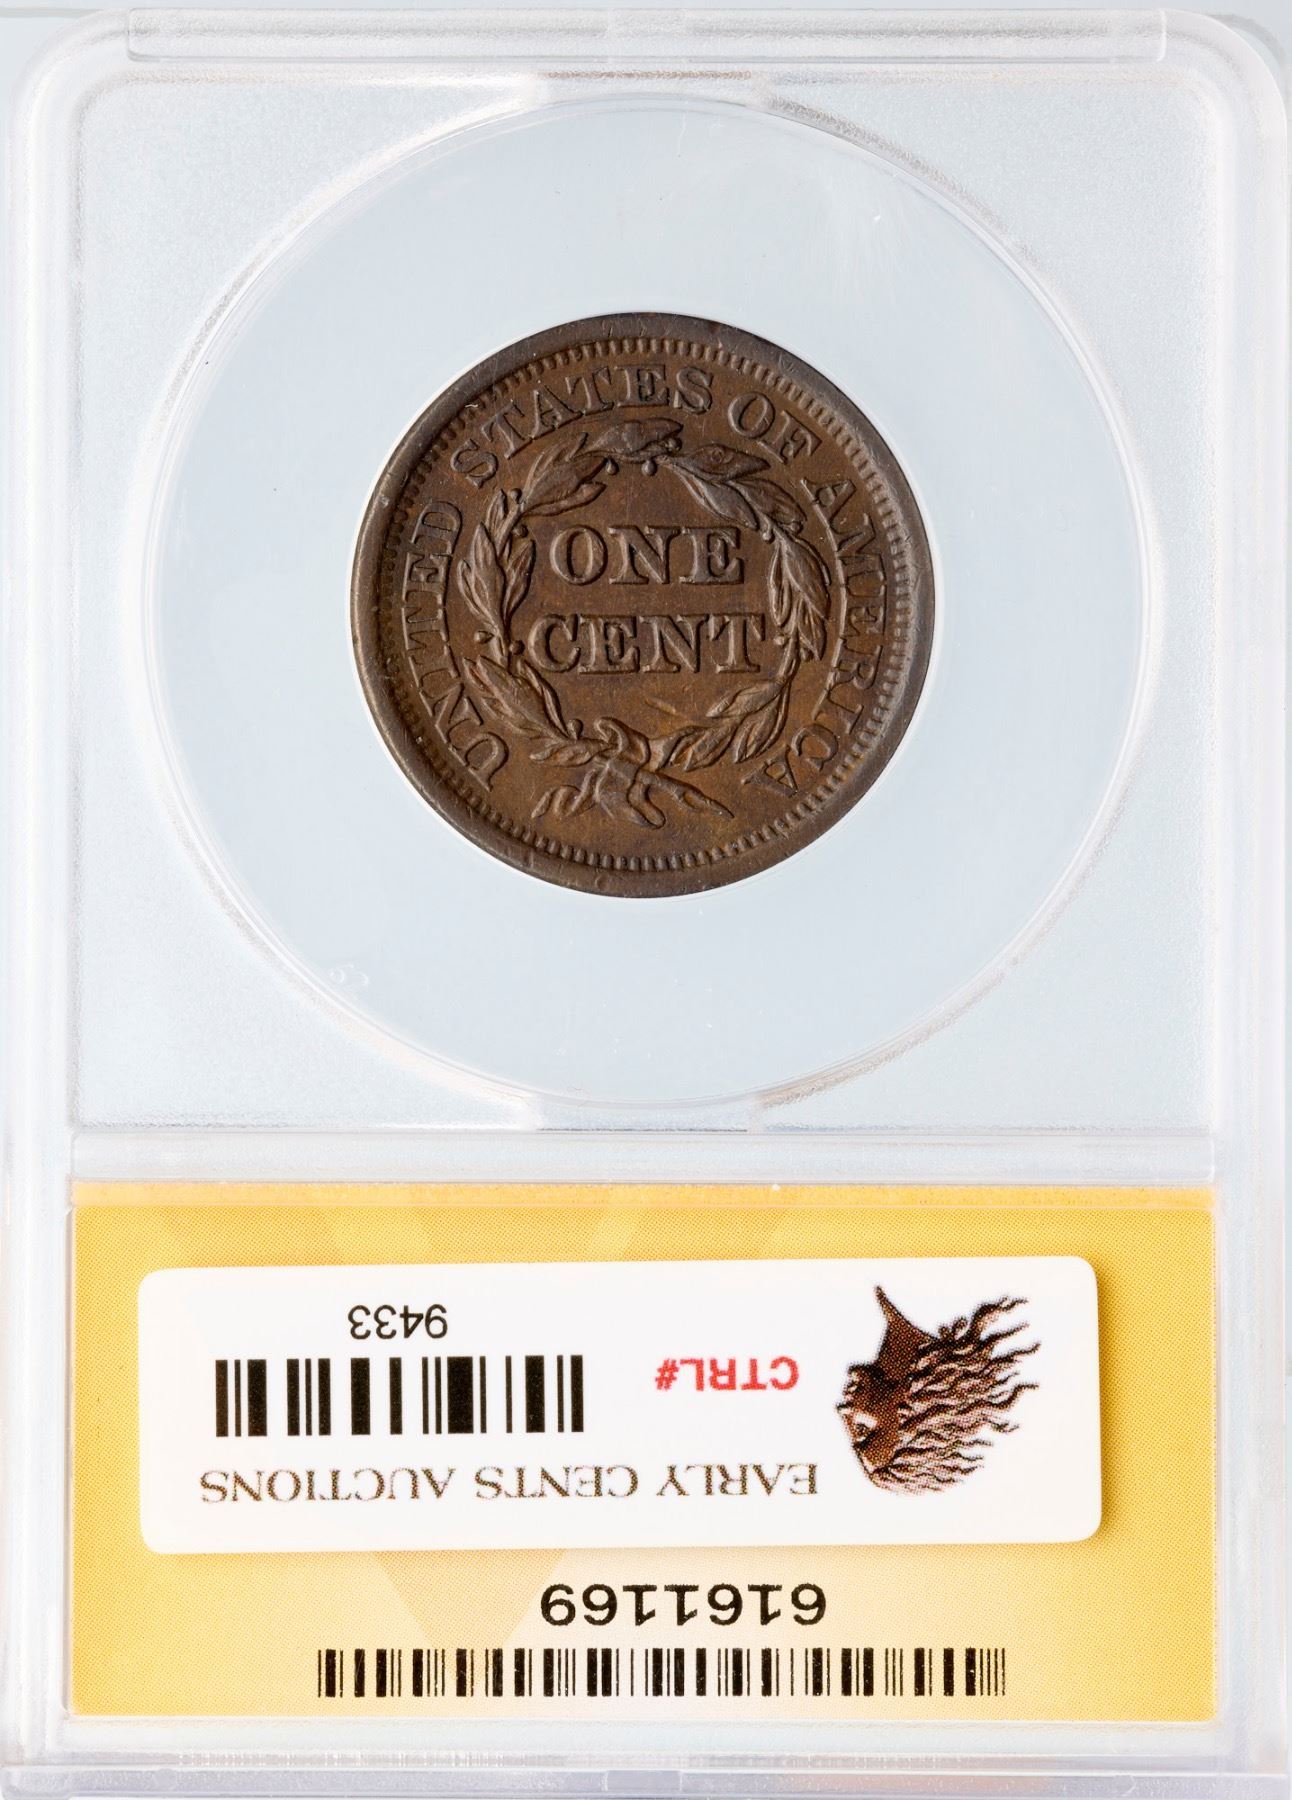 UNITED STATES OF AMERICA
ONE
CENT
6161169
EARLY CENTS AUCTIONS
CTRL#
9433